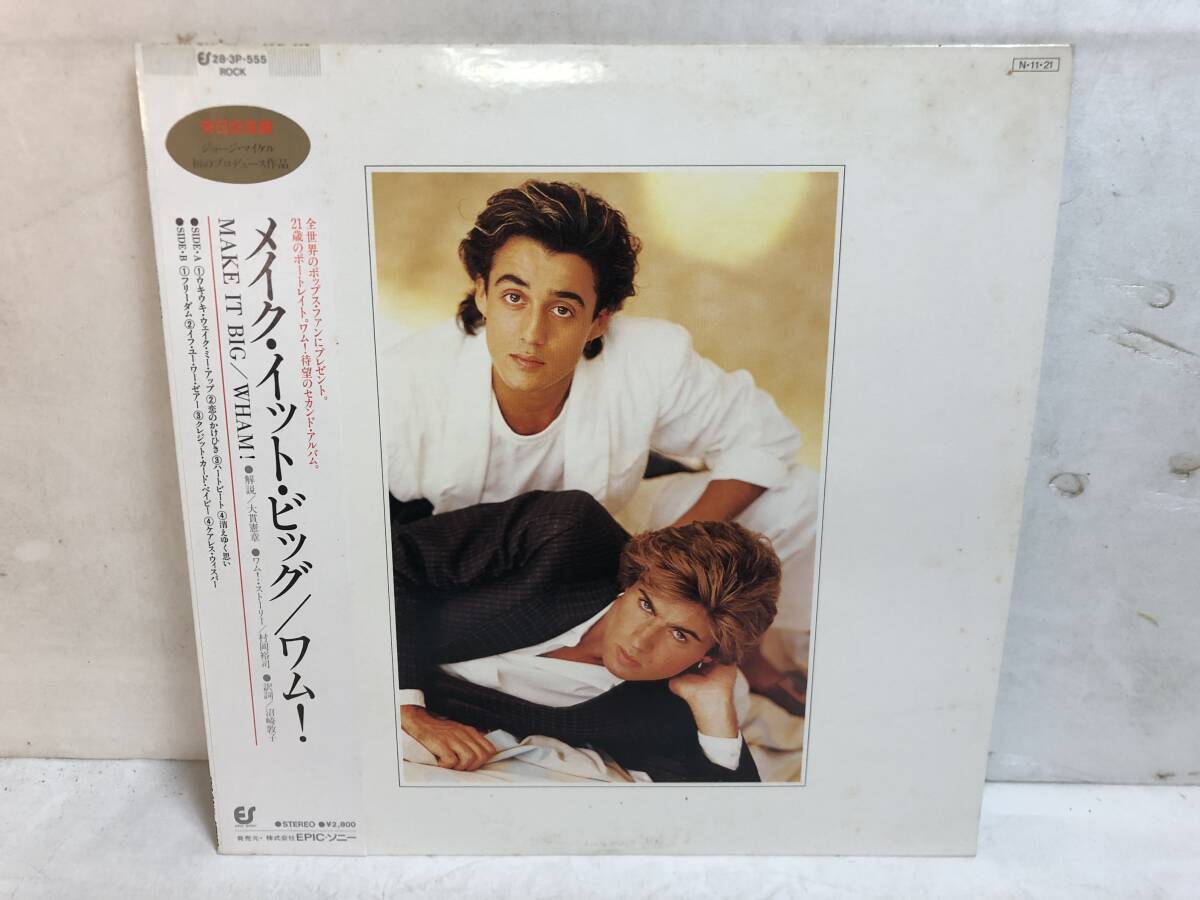 ES 28・3P-555
ROCK
N・11・21
来日記念盤
ジョージ・マイケル
初のプロデュース作品
全世界のポップス・ファンにプレゼント。
21歳のポートレイト。ワム！待望のセカンド・アルバム。
メイク・イット・ビッグ／ワム！
●解説／大貫憲章 ●ワム！・ストーリー／村岡裕司 ●訳詞／沼崎敦子
MAKE IT BIG／WHAM!
●SIDE・A ①ウキウキ・ウェイク・ミー・アップ ②恋のかけひき ③ハートビート ④消えゆく思い
●SIDE・B ①フリーダム ②イフ・ユー・ワー・ゼアー ③クレジット・カード・ベイビー ④ケアレス・ウィスパー
ES
●STEREO ●¥2,800
発売元・株式会社EPIC・ソニー